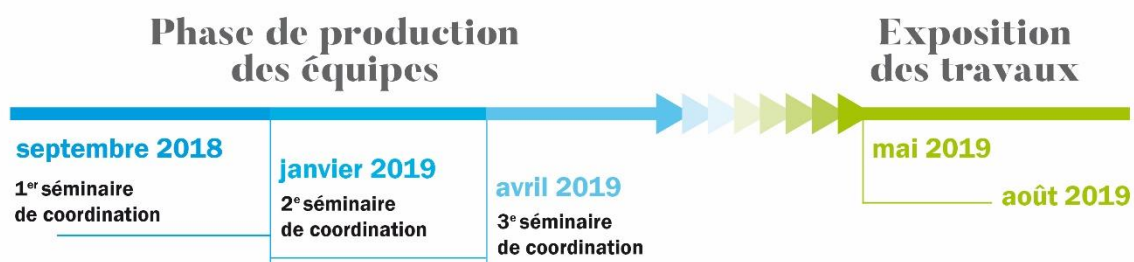 Phase de production
des équipes
Exposition
des travaux
septembre 2018
1er séminaire
de coordination
janvier 2019
2e séminaire
de coordination
avril 2019
3e séminaire
de coordination
mai 2019
août 2019